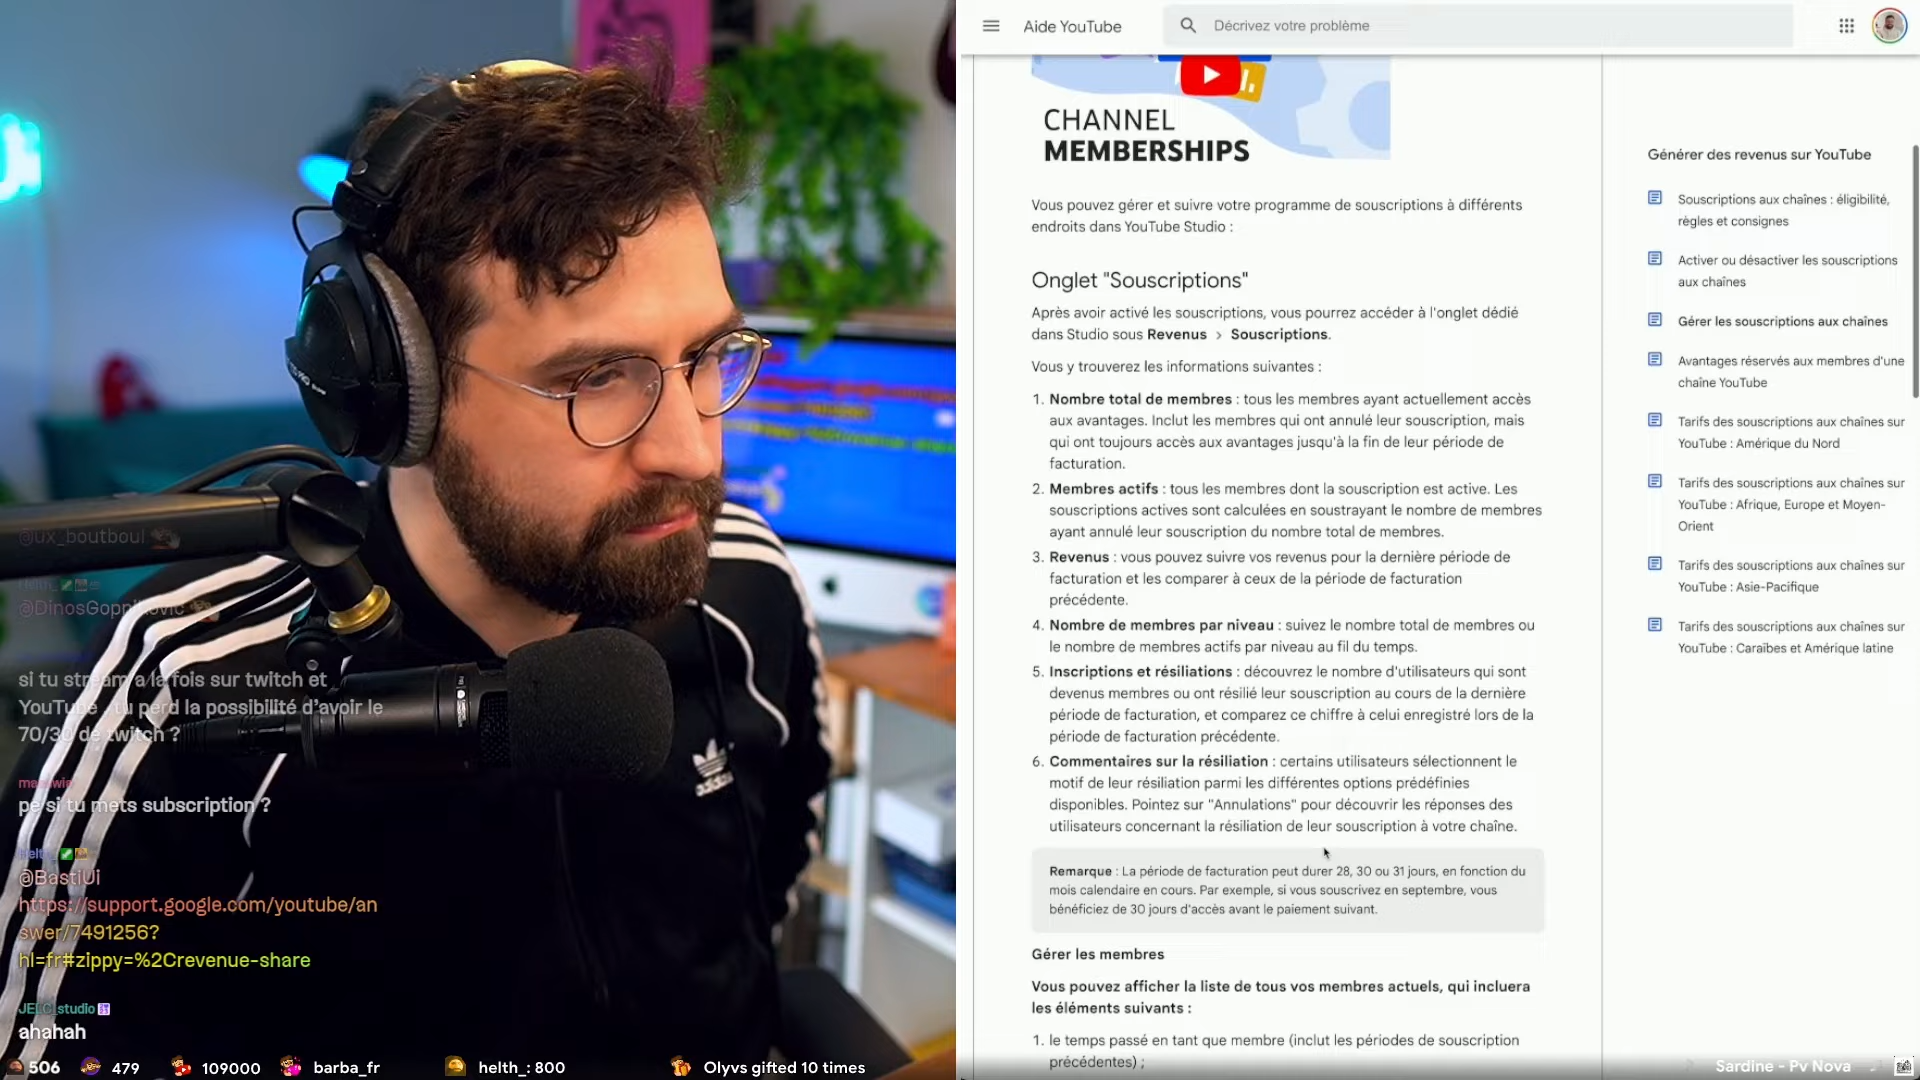 Aide YouTube
Décrivez votre problème
CHANNEL
MEMBERSHIPS
Vous pouvez gérer et suivre votre programme de souscriptions à différents
endroits dans YouTube Studio :
Onglet "Souscriptions"
Après avoir activé les souscriptions, vous pourrez accéder à l'onglet dédié
dans Studio sous Revenus > Souscriptions.
Vous y trouverez les informations suivantes :
1. Nombre total de membres : tous les membres ayant actuellement accès
aux avantages. Inclut les membres qui ont annulé leur souscription, mais
qui ont toujours accès aux avantages jusqu'à la fin de leur période de
facturation.
2. Membres actifs : tous les membres dont la souscription est active. Les
souscriptions actives sont calculées en soustrayant le nombre de membres
ayant annulé leur souscription du nombre total de membres.
3. Revenus : vous pouvez suivre vos revenus pour la dernière période de
facturation et les comparer à ceux de la période de facturation
précédente.
4. Nombre de membres par niveau : suivez le nombre total de membres ou
le nombre de membres actifs par niveau au fil du temps.
5. Inscriptions et résiliations : découvrez le nombre d'utilisateurs qui sont
devenus membres ou ont résilié leur souscription au cours de la dernière
période de facturation, et comparez ce chiffre à celui enregistré lors de la
période de facturation précédente.
6. Commentaires sur la résiliation : certains utilisateurs sélectionnent le
motif de leur résiliation parmi les différentes options prédéfinies
disponibles. Pointez sur "Annulations" pour découvrir les réponses des
utilisateurs concernant la résiliation de leur souscription à votre chaîne.
Remarque : La période de facturation peut durer 28, 30 ou 31 jours, en fonction du
mois calendaire en cours. Par exemple, si vous souscrivez en septembre, vous
bénéficiez de 30 jours d'accès avant le paiement suivant.
Gérer les membres
Vous pouvez afficher la liste de tous vos membres actuels, qui incluera
les éléments suivants :
1. le temps passé en tant que membre (inclut les périodes de souscription
précédentes) ;
Générer des revenus sur YouTube
Souscriptions aux chaînes : éligibilité,
règles et consignes
Activer ou désactiver les souscriptions
aux chaînes
Gérer les souscriptions aux chaînes
Avantages réservés aux membres d'une
chaîne YouTube
Tarifs des souscriptions aux chaînes sur
YouTube : Amérique du Nord
Tarifs des souscriptions aux chaînes sur
YouTube : Afrique, Europe et Moyen-
Orient
Tarifs des souscriptions aux chaînes sur
YouTube : Asie-Pacifique
Tarifs des souscriptions aux chaînes sur
YouTube : Caraïbes et Amérique latine
@ux_boutboul
Helth_
si tu stream a la fois sur twitch et
YouTube , tu perd la possibilité d'avoir le
70/30 de twitch ?
pe si tu mets subscription ?
Helth_
@BastiUi
https://support.google.com/youtube/an
swer/7491256?
hl=fr#zippy=%2Crevenue-share
JELC_studio
ahahah
506
479
109000
barba_fr
helth_: 800
Olyvs gifted 10 times
Sardine - Pv Nova
adidas